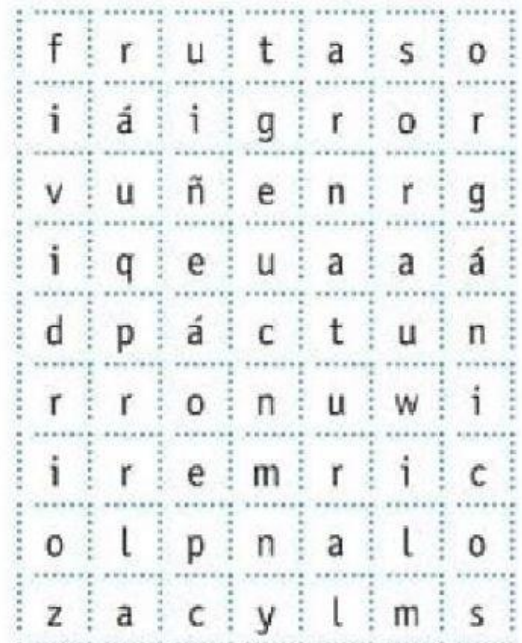 f r u t a s o
i á i g r o r
v u ñ e n r g
i q e u a a á
d p á c t u n
r r o n u w i
i r e m r i c
o l p n a l o
z a c y l m s